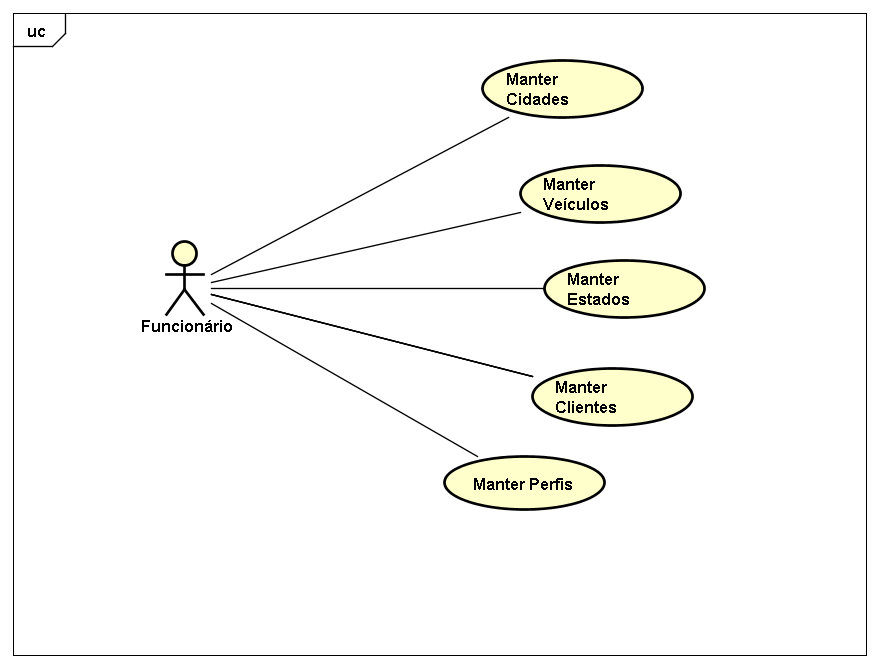 uc
Manter
Cidades
Manter
Veículos
Manter
Estados
Funcionário
Manter
Clientes
Manter Perfis